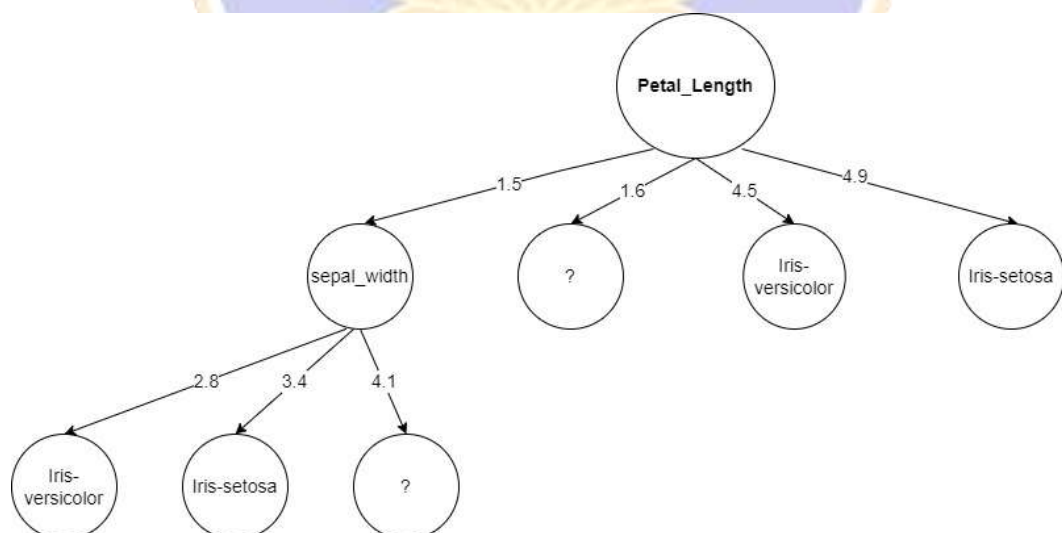 Petal_Length
1.5
1.6
4.5
4.9
sepal_width
?
Iris-
versicolor
Iris-setosa
2.8
3.4
4.1
Iris-
versicolor
Iris-setosa
?